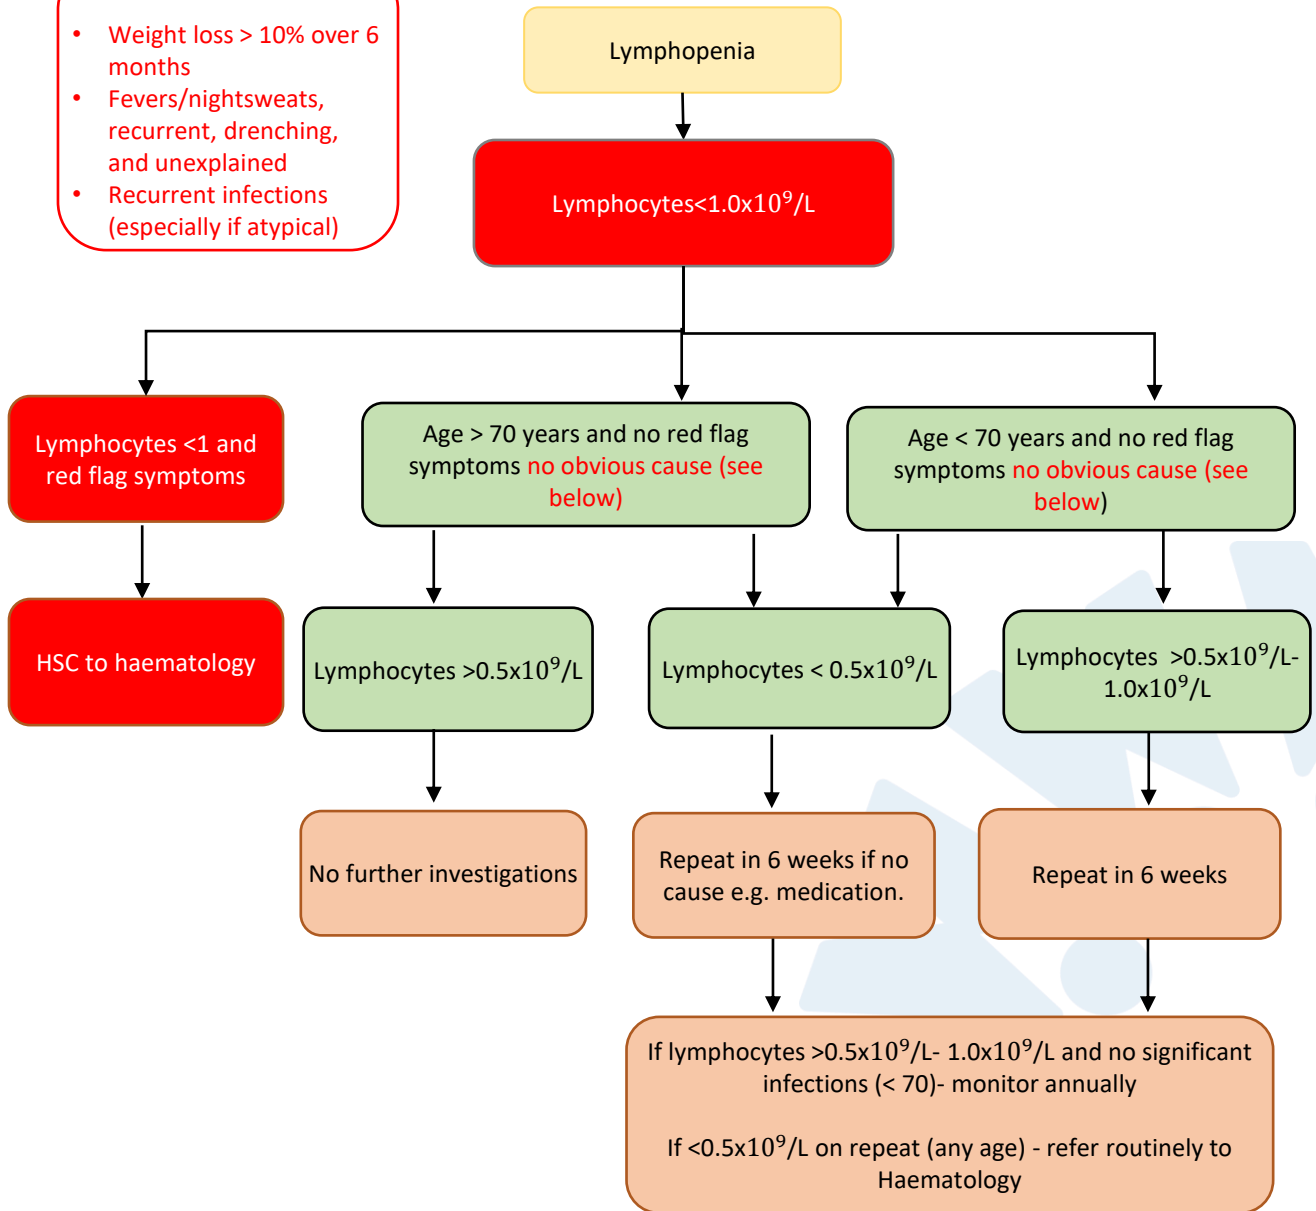 • Weight loss > 10% over 6
months
• Fevers/nightsweats,
recurrent, drenching,
and unexplained
• Recurrent infections
(especially if atypical)
Lymphopenia
Lymphocytes<1.0x10⁹/L
Lymphocytes <1 and
red flag symptoms
Age > 70 years and no red flag
symptoms no obvious cause (see
below)
Age < 70 years and no red flag
symptoms no obvious cause (see
below)
HSC to haematology
Lymphocytes >0.5x10⁹/L
Lymphocytes < 0.5x10⁹/L
Lymphocytes >0.5x10⁹/L-
1.0x10⁹/L
No further investigations
Repeat in 6 weeks if no
cause e.g. medication.
Repeat in 6 weeks
If lymphocytes >0.5x10⁹/L- 1.0x10⁹/L and no significant
infections (< 70)- monitor annually
If <0.5x10⁹/L on repeat (any age) - refer routinely to
Haematology